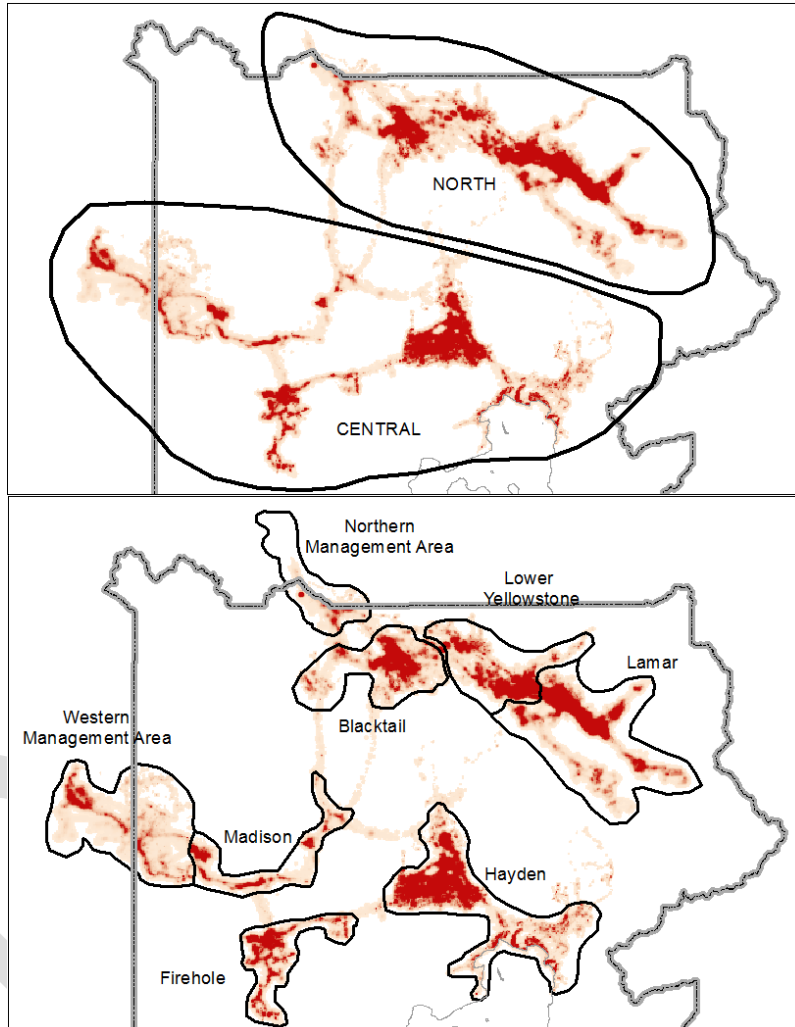 NORTH
CENTRAL
Northern
Management Area
Lower
Yellowstone
Lamar
Blacktail
Western
Management Area
Madison
Hayden
Firehole